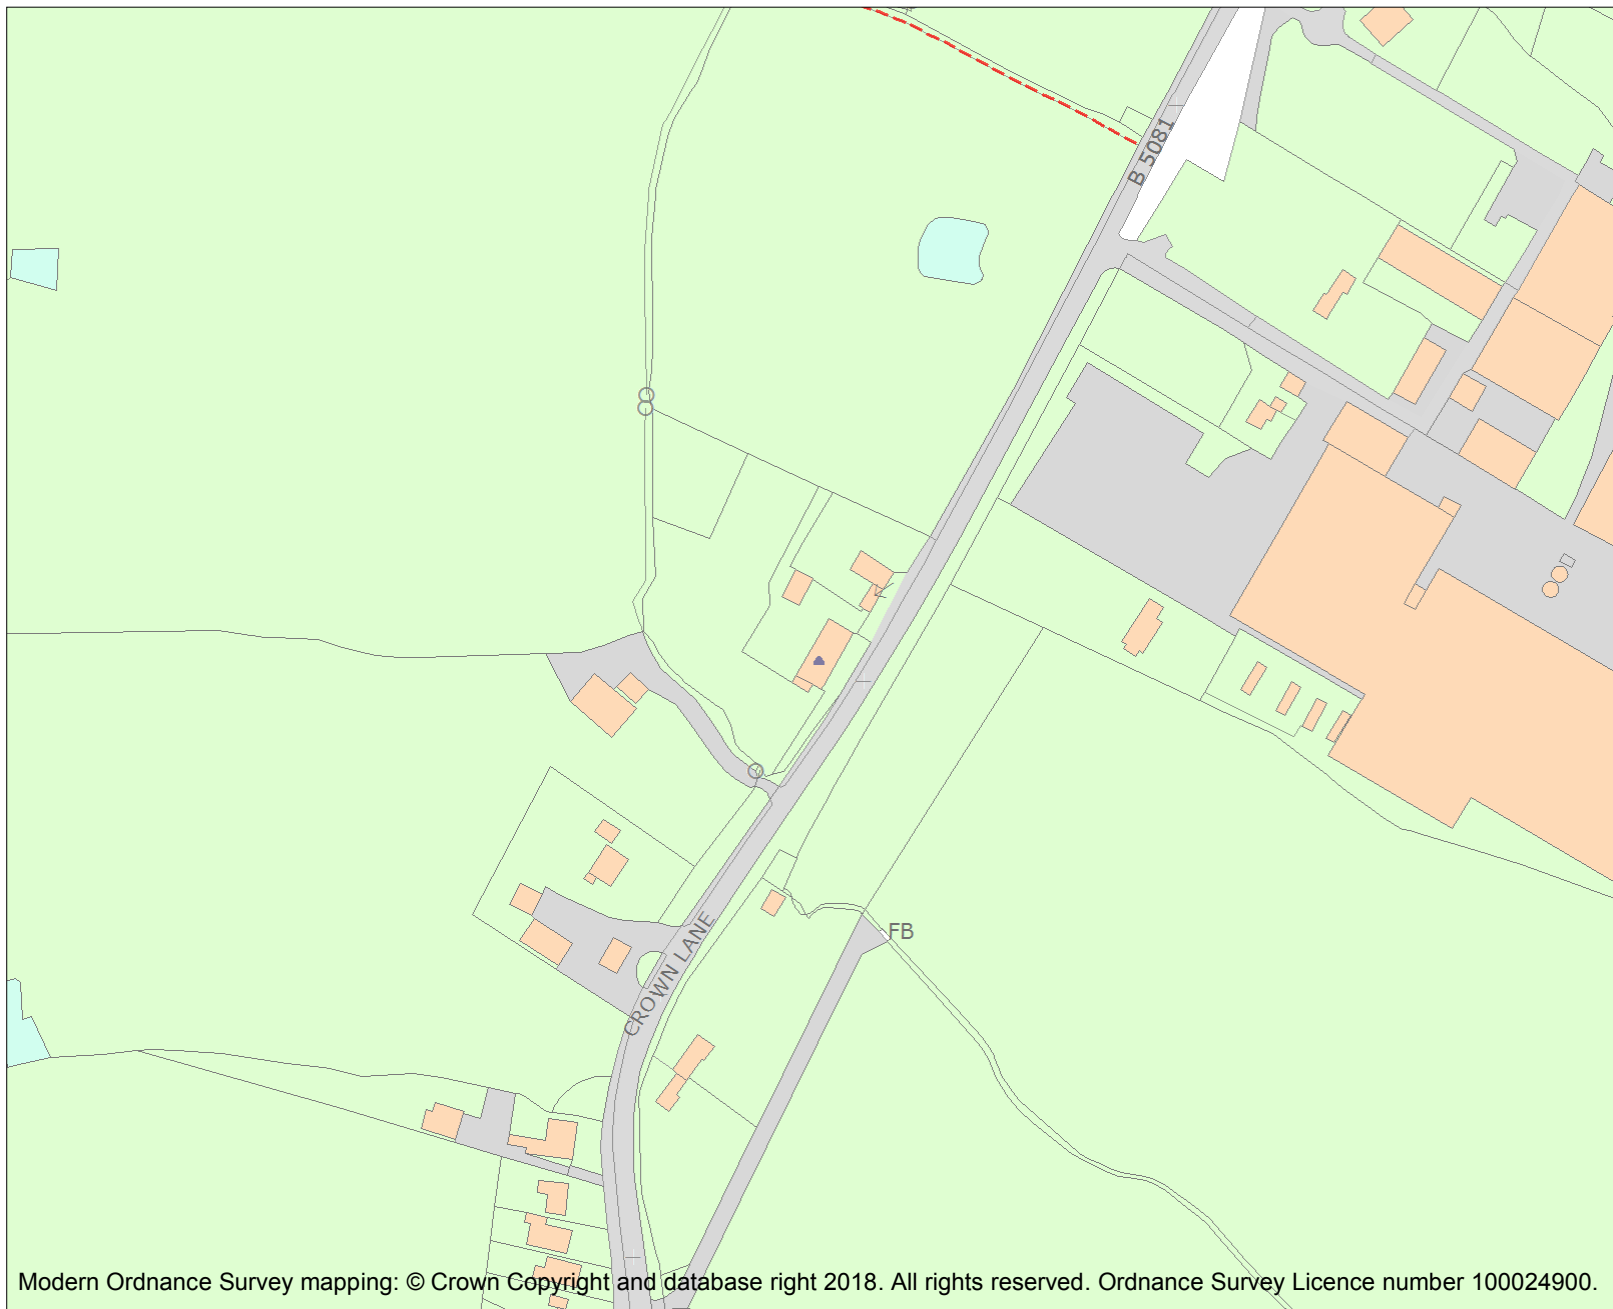 B 5081
FB
CROWN LANE
Modern Ordnance Survey mapping: © Crown Copyright and database right 2018. All rights reserved. Ordnance Survey Licence number 100024900.